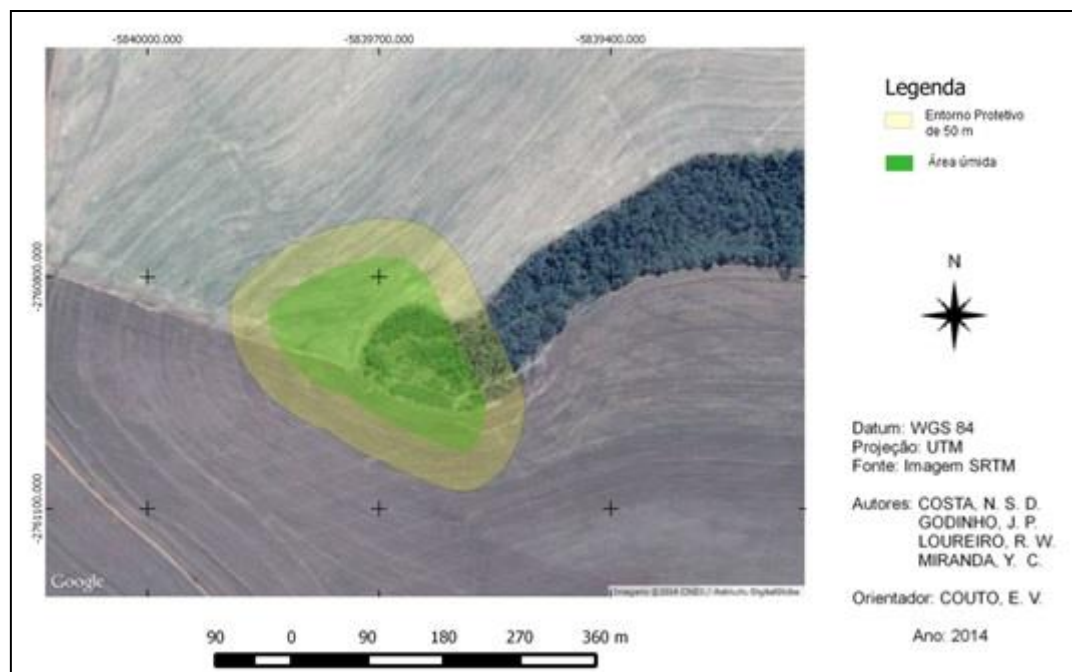 -5840000.000 -5839700.000 -5839400.000
-2760800.000
-2761100.000
Legenda
Entorno Protetivo
de 50 m
Área úmida
N
Datum: WGS 84
Projeção: UTM
Fonte: Imagem SRTM
Autores: COSTA, N. S. D.
GODINHO, J. P.
LOUREIRO, R. W.
MIRANDA, Y. C.
Orientador: COUTO, E. V.
Ano: 2014
Google
90 0 90 180 270 360 m